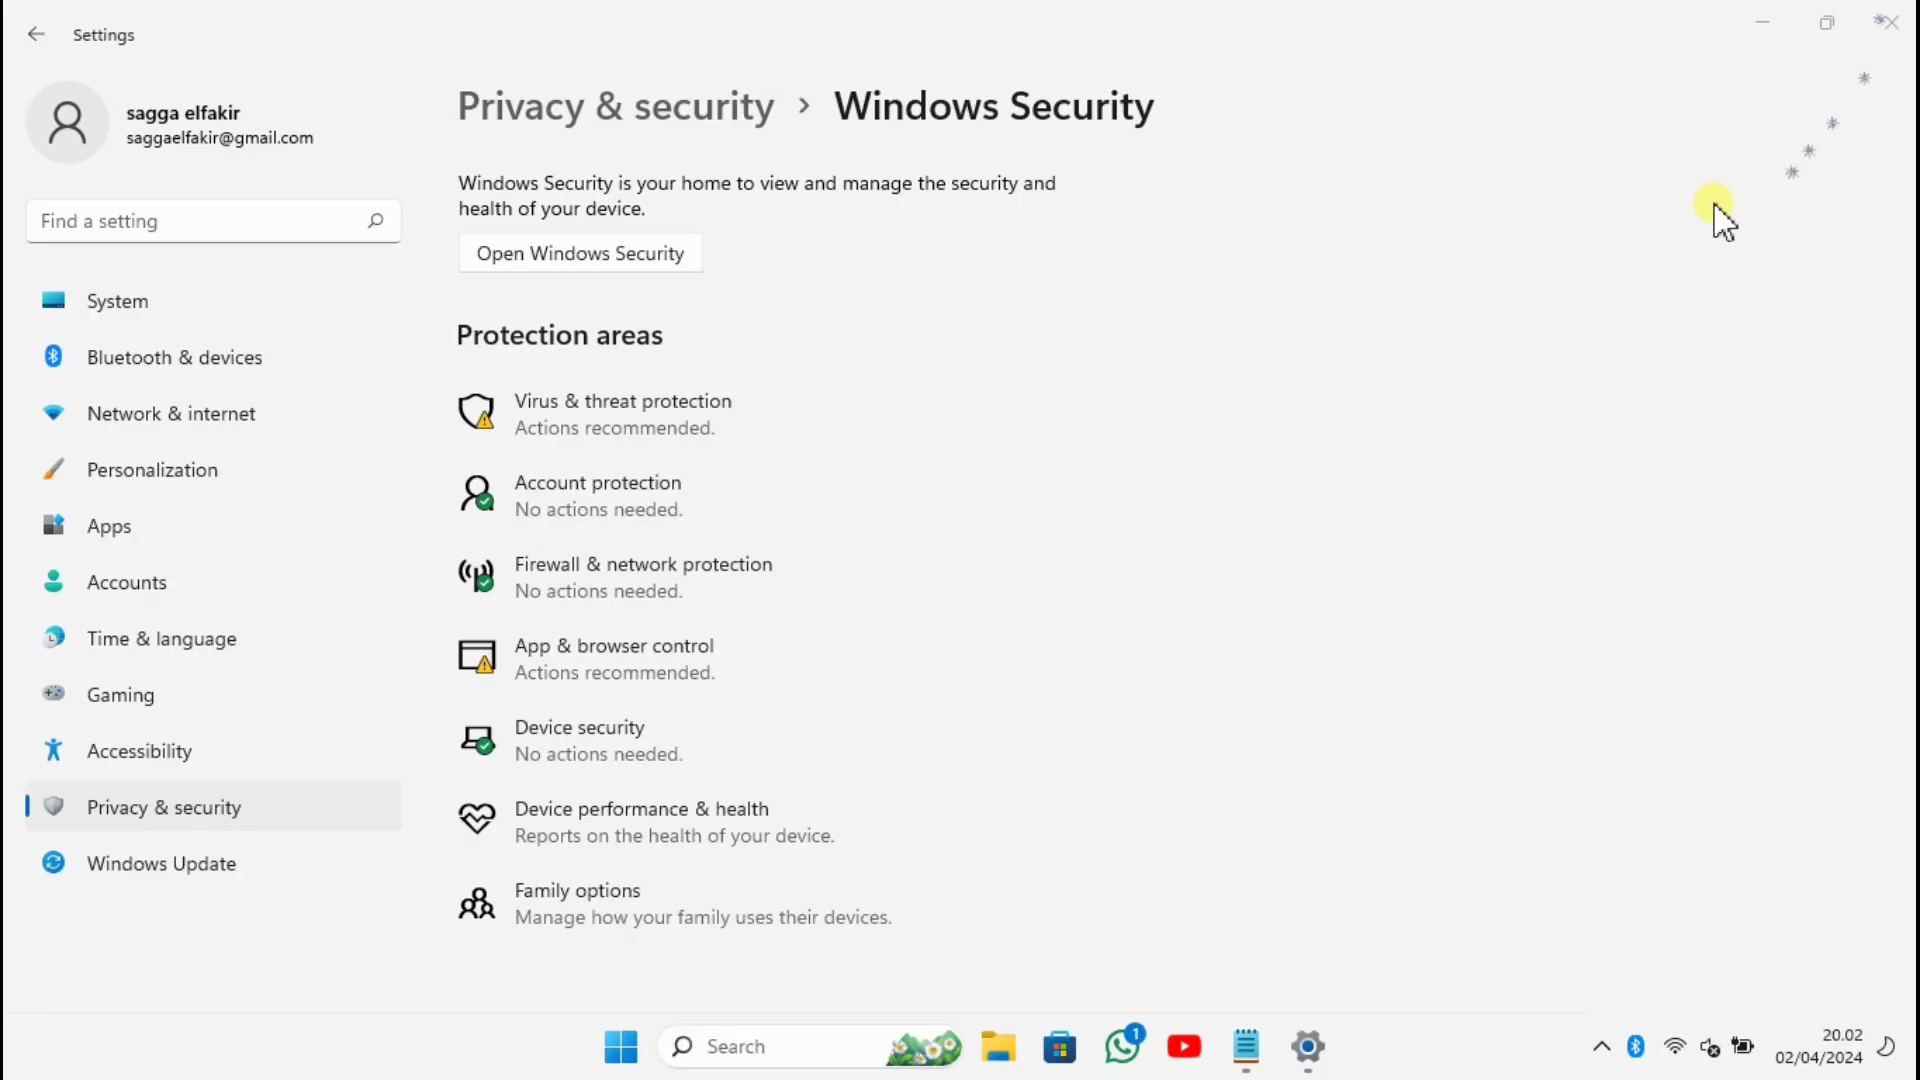 Settings
sagga elfakir
saggaelfakir@gmail.com
Find a setting
System
Bluetooth & devices
Network & internet
Personalization
Apps
Accounts
Time & language
Gaming
Accessibility
Privacy & security
Windows Update
Privacy & security > Windows Security
Windows Security is your home to view and manage the security and
health of your device.
Open Windows Security
Protection areas
Virus & threat protection
Actions recommended.
Account protection
No actions needed.
Firewall & network protection
No actions needed.
App & browser control
Actions recommended.
Device security
No actions needed.
Device performance & health
Reports on the health of your device.
Family options
Manage how your family uses their devices.
Search
1
20.02
02/04/2024